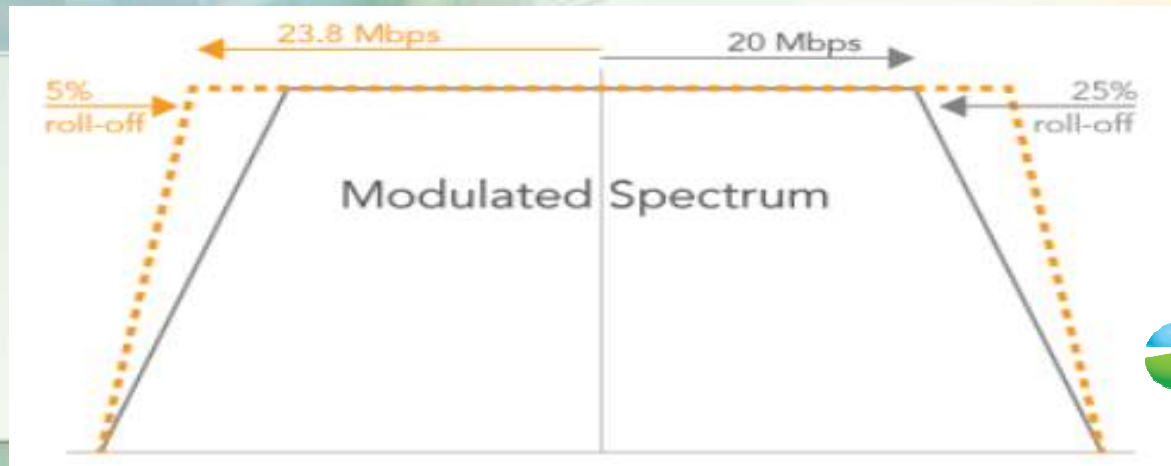 23.8 Mbps
20 Mbps
5%
roll-off
25%
roll-off
Modulated Spectrum